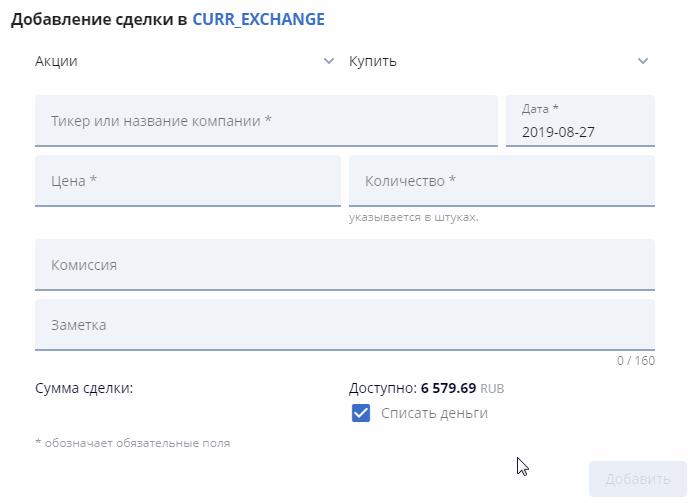 Добавление сделки в CURR_EXCHANGE
Акции Купить
Тикер или название компании * Дата *
2019-08-27
Цена * Количество *
указывается в штуках.
Комиссия
Заметка
0 / 160
Сумма сделки: Доступно: 6 579.69 RUB
Списать деньги
* обозначает обязательные поля
Добавить